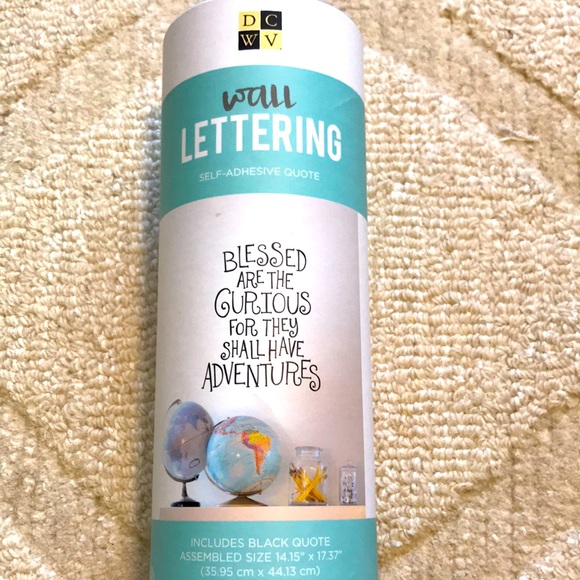 D C
W V
wall
LETTERING
SELF-ADHESIVE QUOTE
BLESSED
ARE THE
CURIOUS
FOR THEY
SHALL HAVE
ADVENTURES
INCLUDES BLACK QUOTE
ASSEMBLED SIZE 14.15" x 17.37"
(35.95 cm x 44.13 cm)